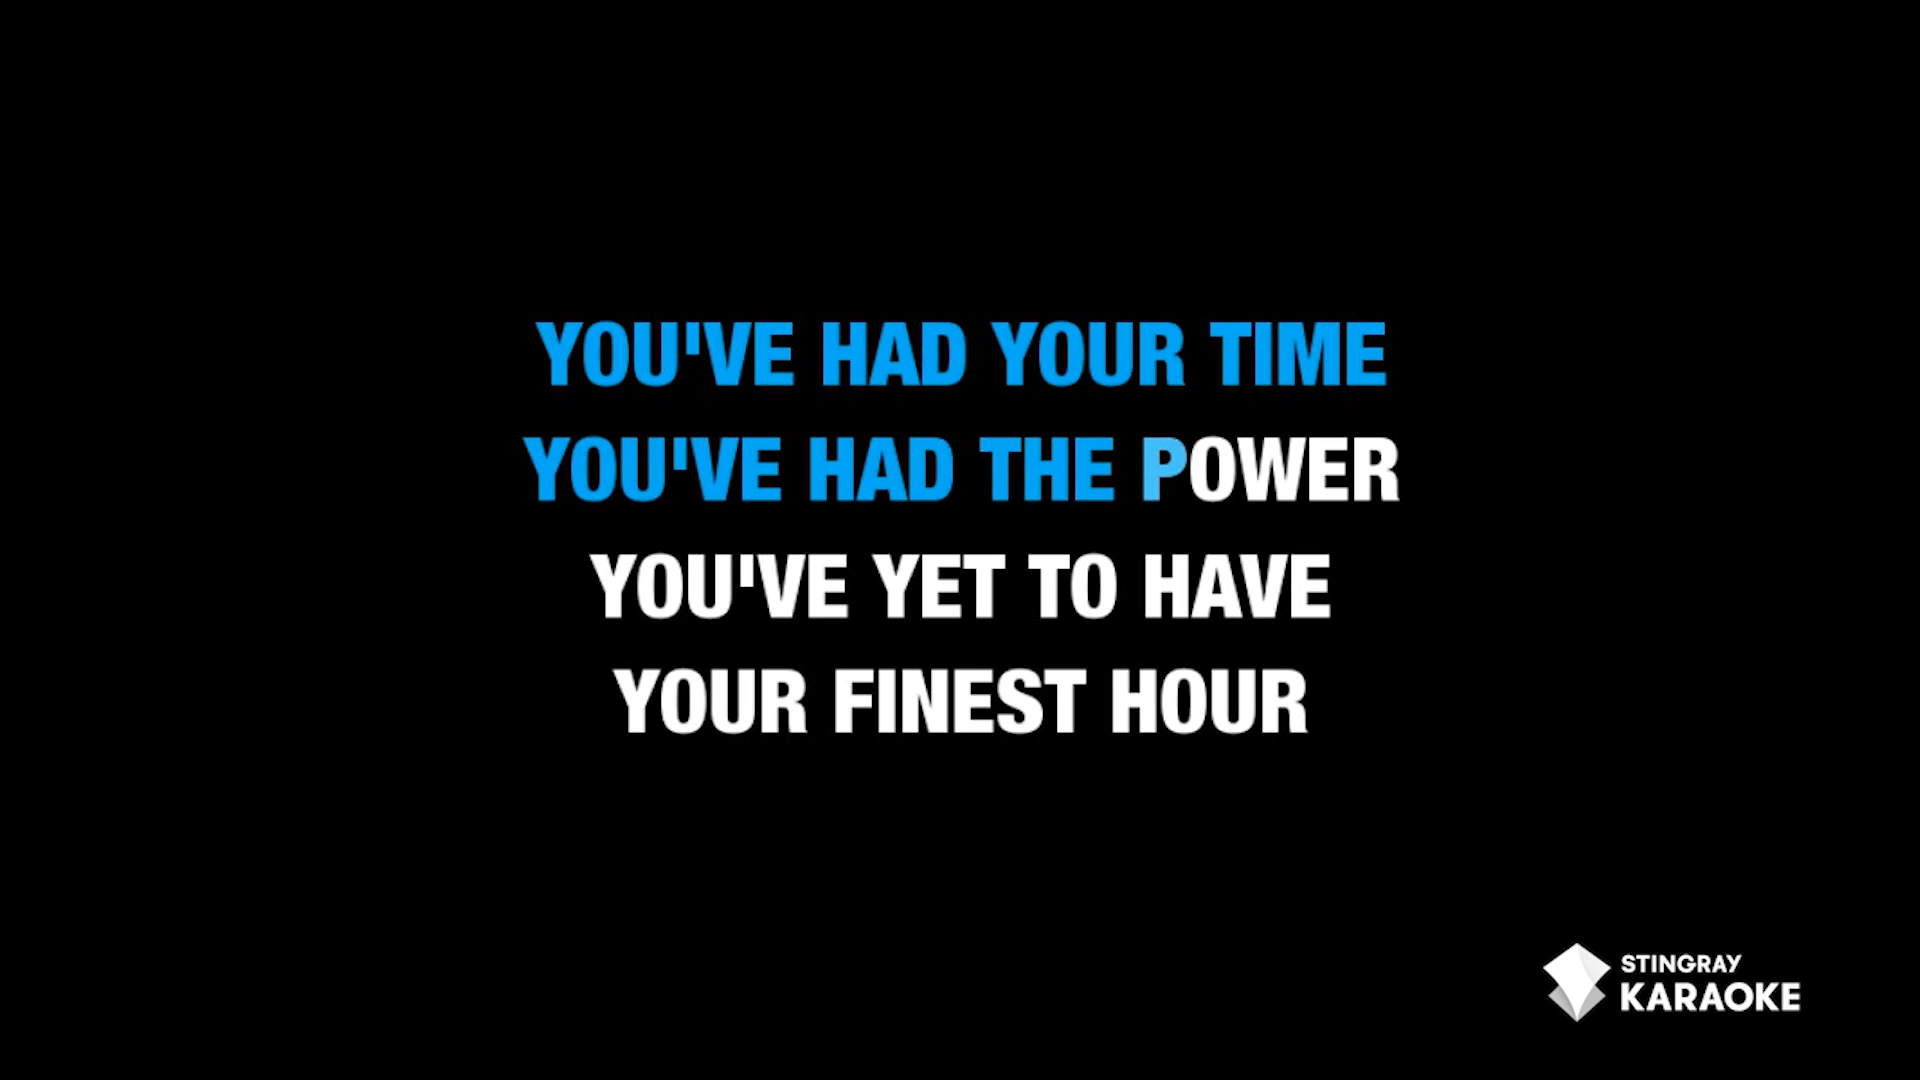 YOU'VE HAD YOUR TIME
YOU'VE HAD THE POWER
YOU'VE YET TO HAVE
YOUR FINEST HOUR
STINGRAY
KARAOKE